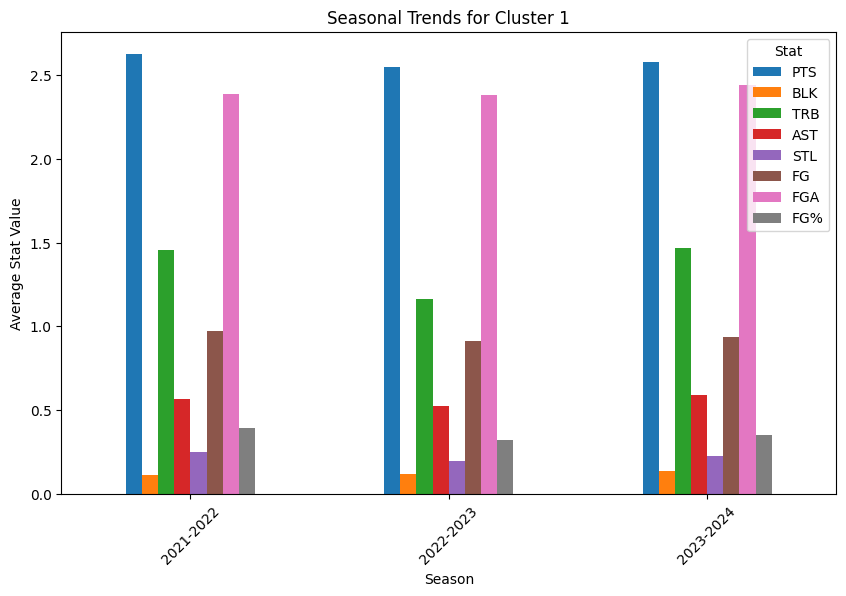 Seasonal Trends for Cluster 1
Stat
PTS
BLK
TRB
AST
STL
FG
FGA
FG%
Average Stat Value
2.5
2.0
1.5
1.0
0.5
0.0
2021-2022
2022-2023
2023-2024
Season